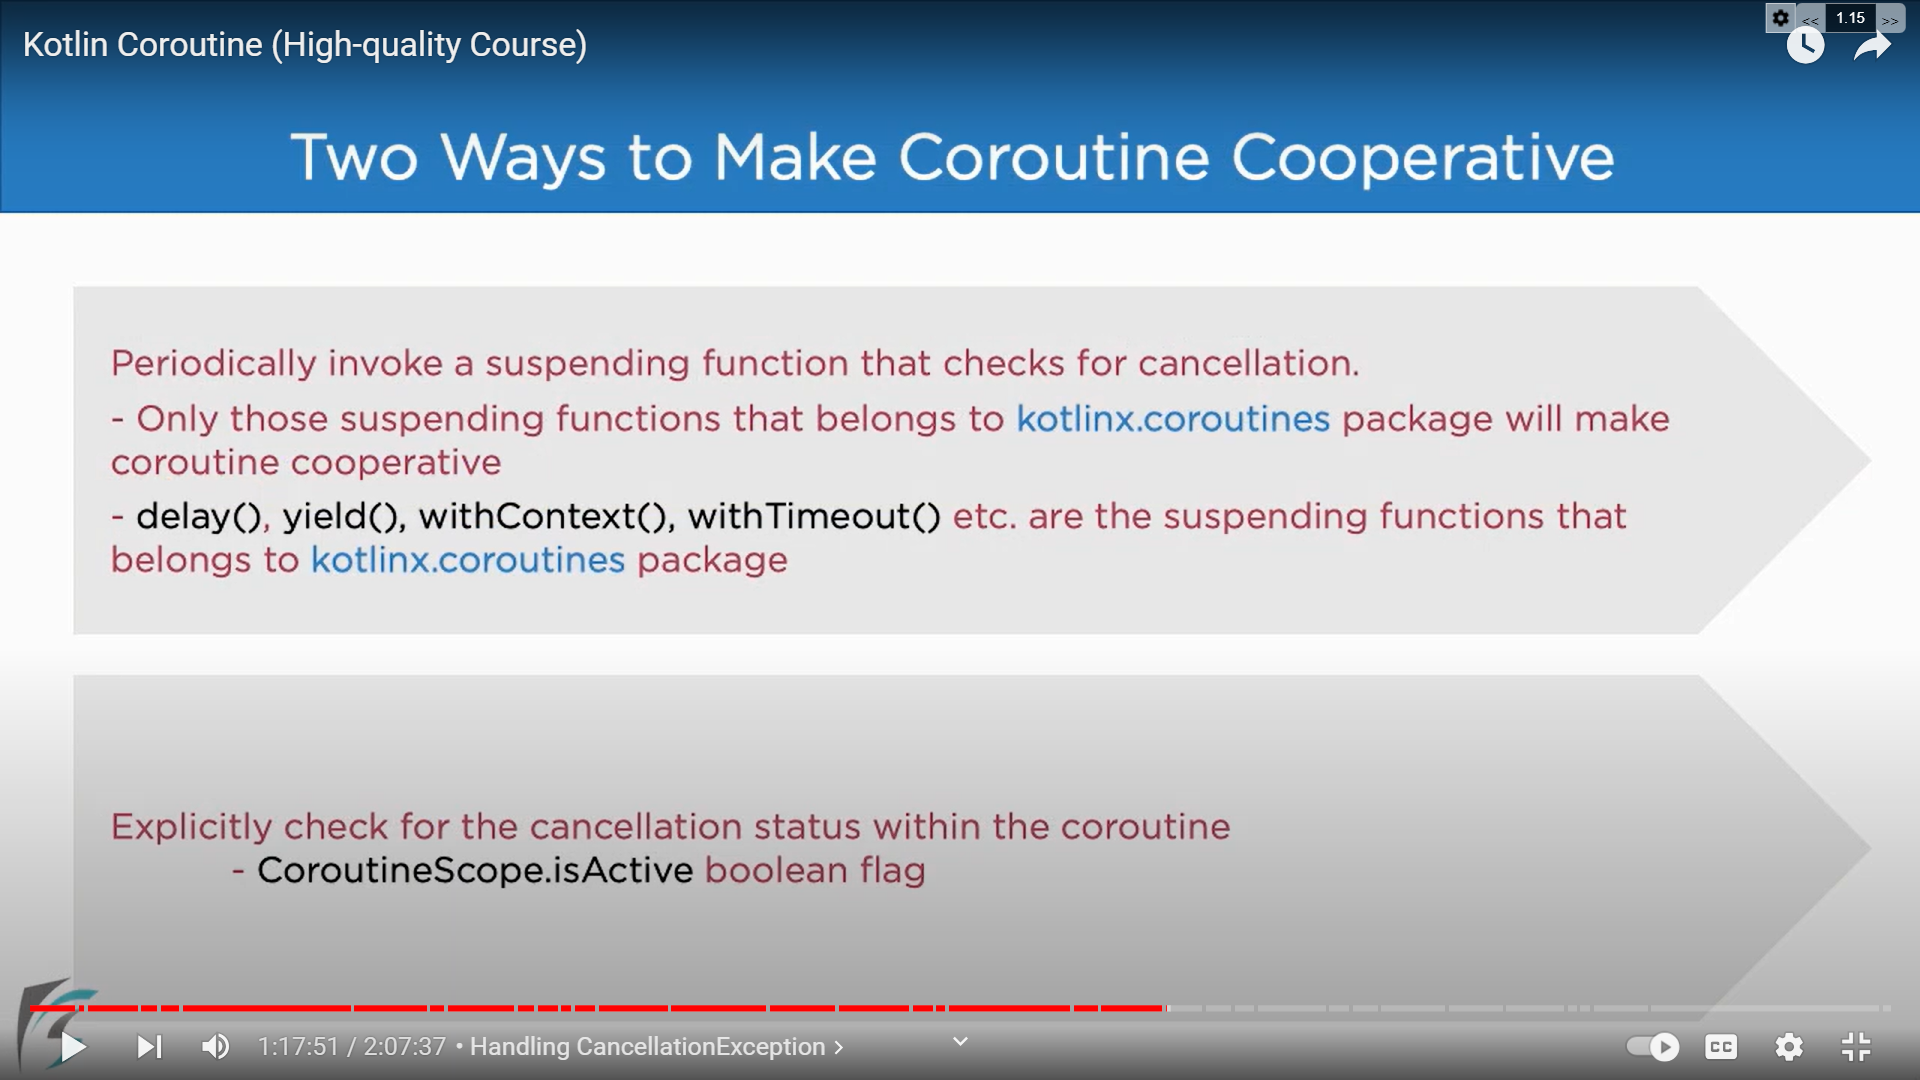 << 1.15 >>
Kotlin Coroutine (High-quality Course)
Two Ways to Make Coroutine Cooperative
Periodically invoke a suspending function that checks for cancellation.
- Only those suspending functions that belongs to kotlinx.coroutines package will make
coroutine cooperative
- delay(), yield(), withContext(), withTimeout() etc. are the suspending functions that
belongs to kotlinx.coroutines package
Explicitly check for the cancellation status within the coroutine
- CoroutineScope.isActive boolean flag
1:17:51 / 2:07:37 • Handling CancellationException
CC